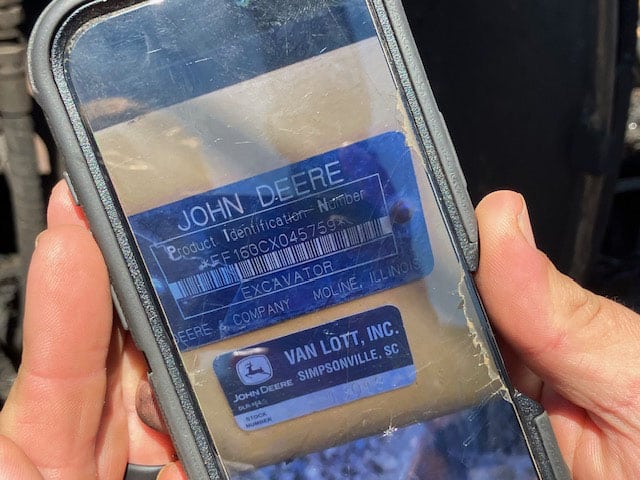 JOHN DEERE
Product Identification Number
*FF160CX045759*
EXCAVATOR
DEERE & COMPANY MOLINE, ILLINOIS
VAN LOTT, INC.
SIMPSONVILLE, SC
JOHN DEERE
STOCK
NUMBER